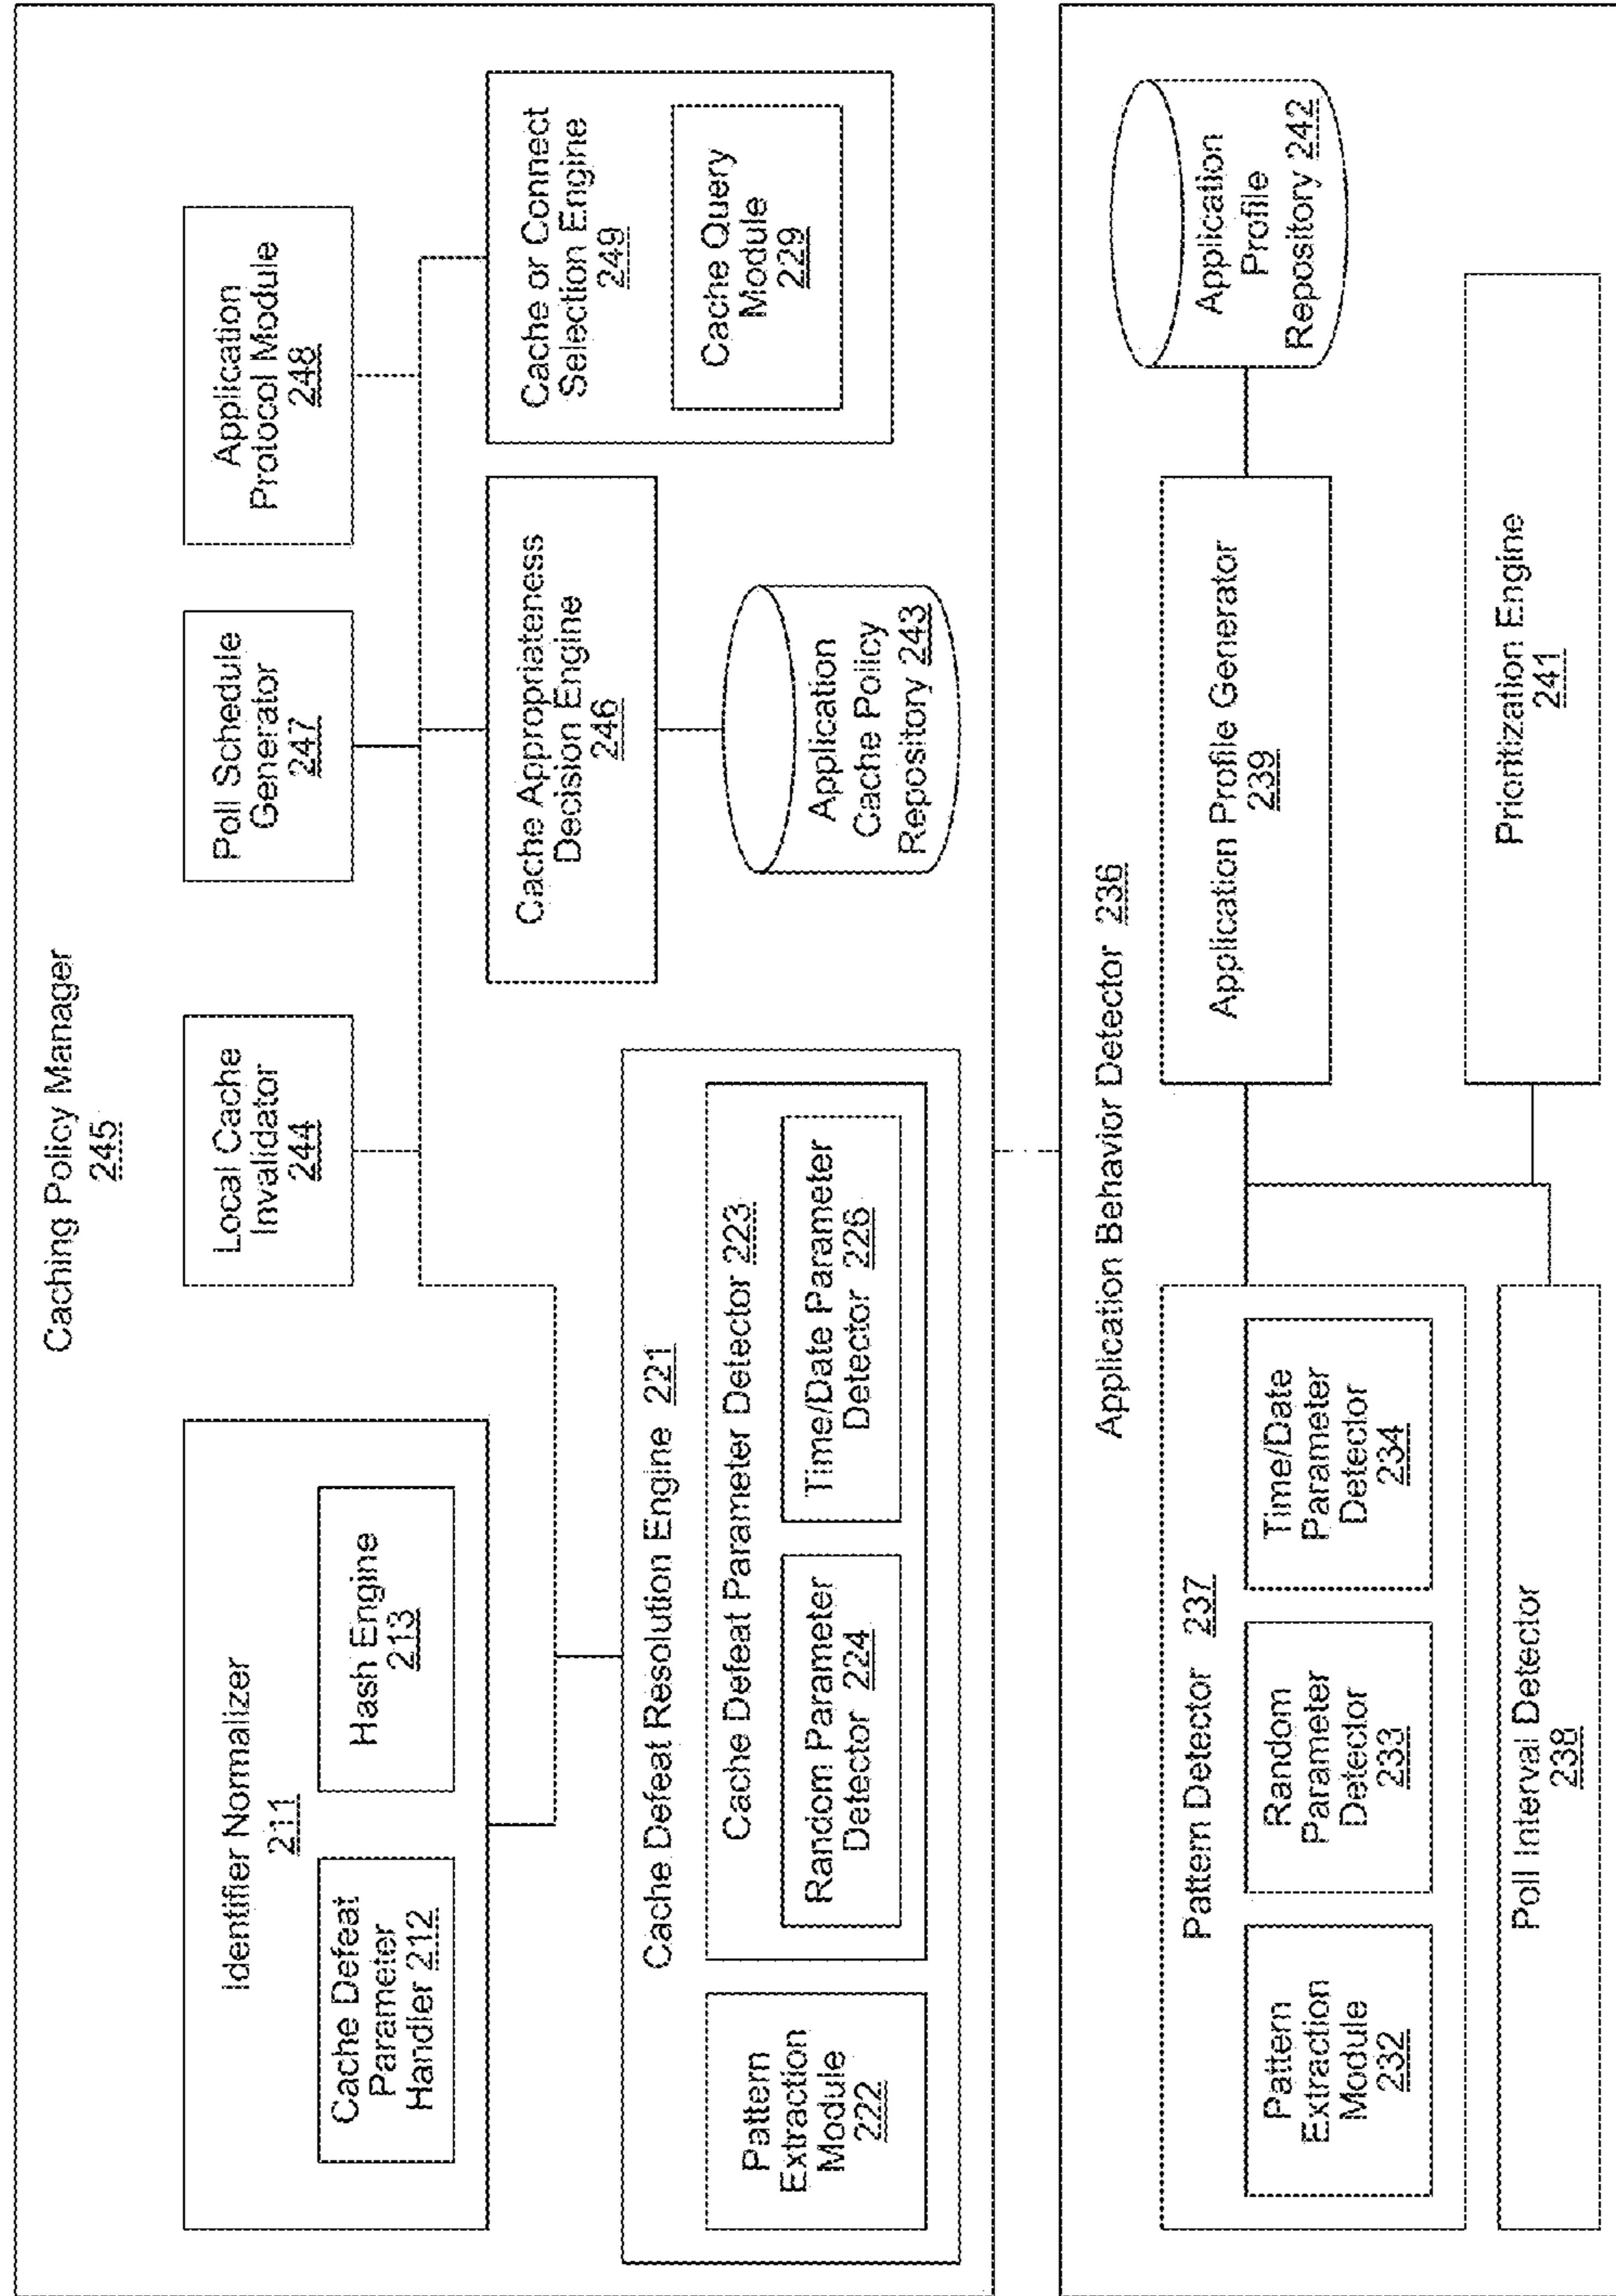 Caching Policy Manager
245
Identifier Normalizer
211
Cache Defeat
Parameter
Handler 212
Hash Engine
213
Local Cache
Invalidator
244
Poll Schedule
Generator
247
Application
Protocol Module
248
Cache Defeat Resolution Engine 221
Pattern
Extraction
Module
222
Cache Defeat Parameter Detector 223
Random Parameter
Detector 224
Time/Date Parameter
Detector 226
Cache Appropriateness
Decision Engine
246
Application
Cache Policy
Repository 243
Cache or Connect
Selection Engine
249
Cache Query
Module
229
Application Behavior Detector 236
Pattern Detector 237
Pattern
Extraction
Module
232
Random
Parameter
Detector
233
Time/Date
Parameter
Detector
234
Poll Interval Detector
238
Application Profile Generator
239
Application
Profile
Repository 242
Prioritization Engine
241